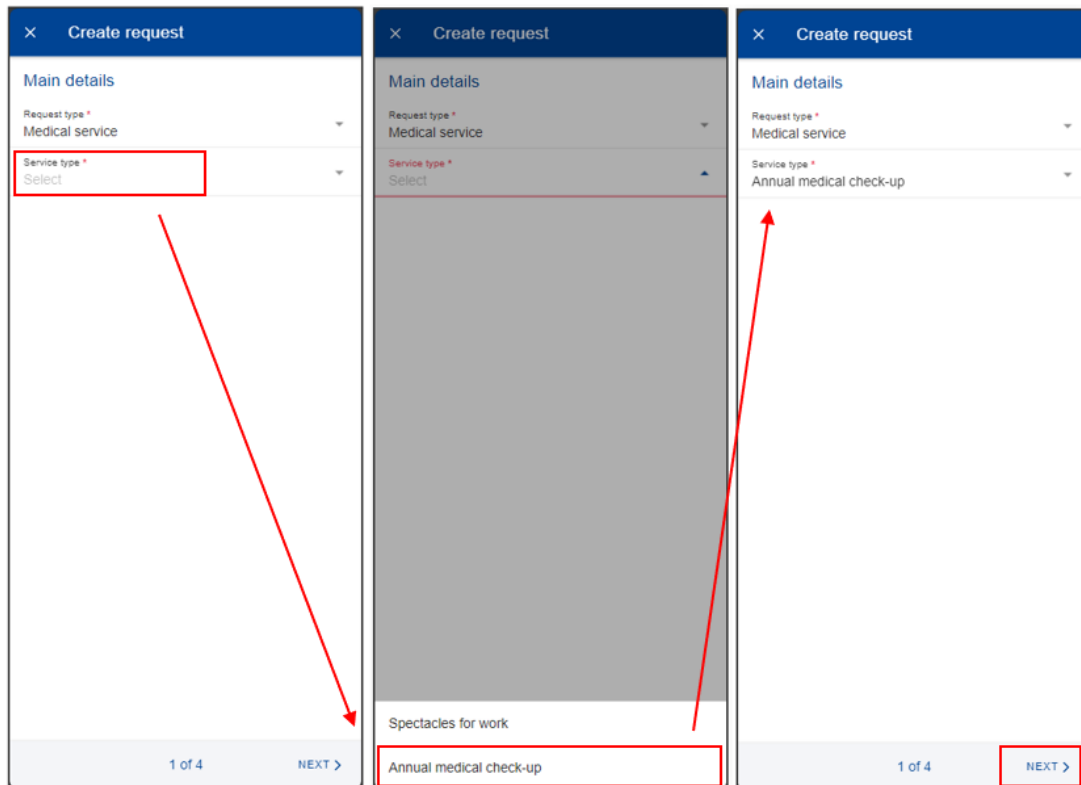 × Create request
Main details
Request type *
Medical service
Service type *
Select
1 of 4 NEXT >
× Create request
Main details
Request type *
Medical service
Service type *
Select
Spectacles for work
Annual medical check-up
× Create request
Main details
Request type *
Medical service
Service type *
Annual medical check-up
1 of 4 NEXT >